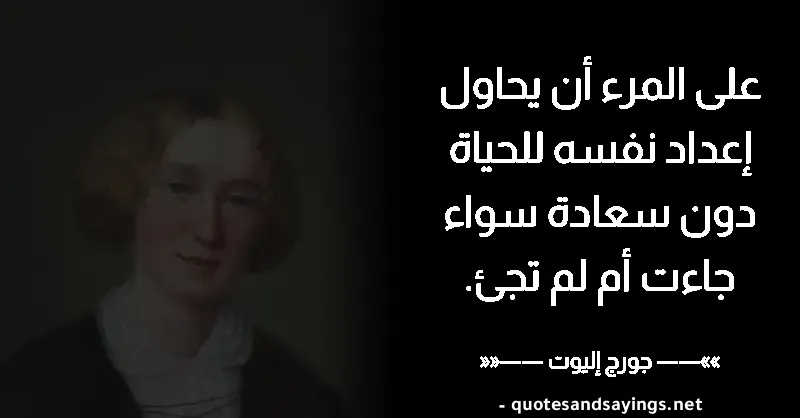 على المرء أن يحاول
إعداد نفسه للحياة
دون سعادة سواء
جاءت أم لم تجئ.
»»——— جورج إليوت ———««
- quotesandsayings.net